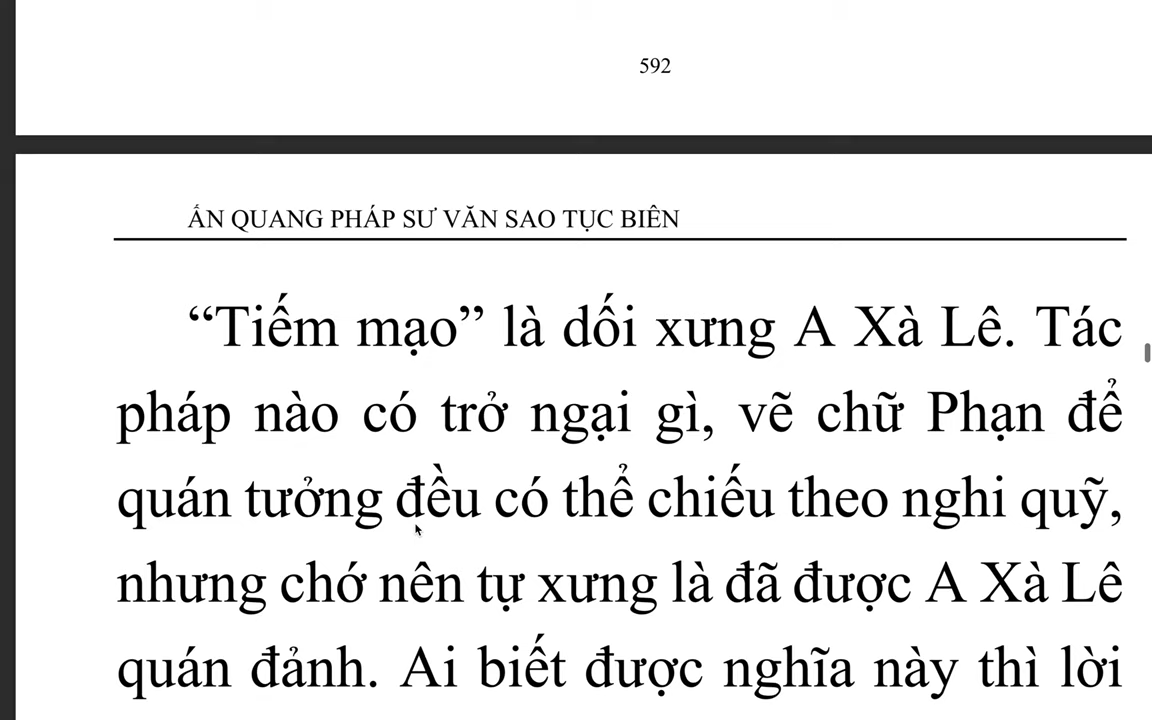 592
ẤN QUANG PHÁP SƯ VĂN SAO TỤC BIÊN
“Tiếm mạo” là dối xưng A Xà Lê. Tác
pháp nào có trở ngại gì, vẽ chữ Phạn để
quán tưởng đều có thể chiếu theo nghi quỹ,
nhưng chớ nên tự xưng là đã được A Xà Lê
quán đảnh. Ai biết được nghĩa này thì lời